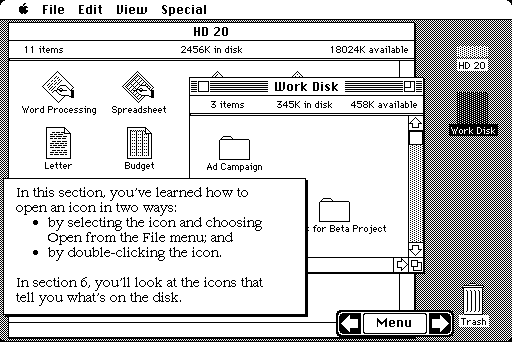 File Edit View Special
HD 20
11 items 2456K in disk 18024K available
Word Processing Spreadsheet
Letter Budget
Work Disk
3 items 345K in disk 458K available
Ad Campaign
s for Beta Project
HD 20
Work Disk
Trash
In this section, you've learned how to
open an icon in two ways:
• by selecting the icon and choosing
Open from the File menu; and
• by double-clicking the icon.
In section 6, you'll look at the icons that
tell you what's on the disk.
Menu